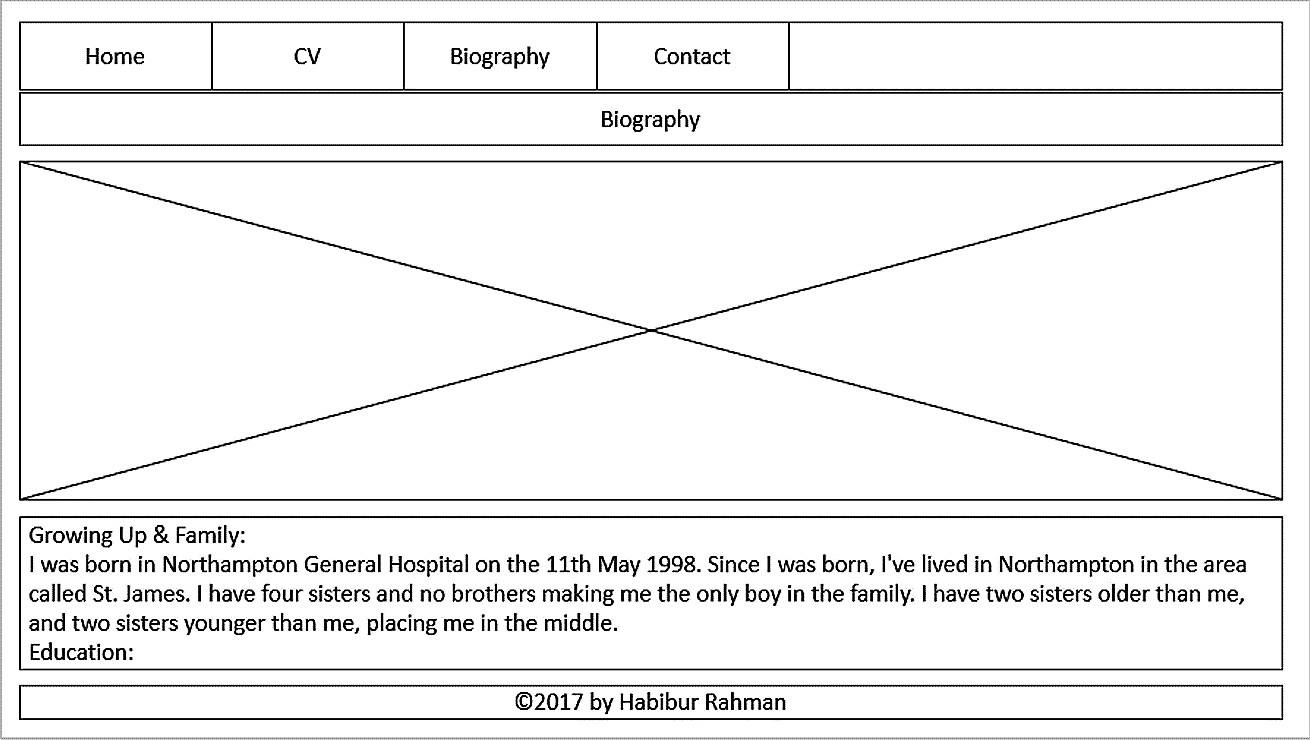 Home CV Biography Contact
Biography
Growing Up & Family:
I was born in Northampton General Hospital on the 11th May 1998. Since I was born, I've lived in Northampton in the area
called St. James. I have four sisters and no brothers making me the only boy in the family. I have two sisters older than me,
and two sisters younger than me, placing me in the middle.
Education:
©2017 by Habibur Rahman